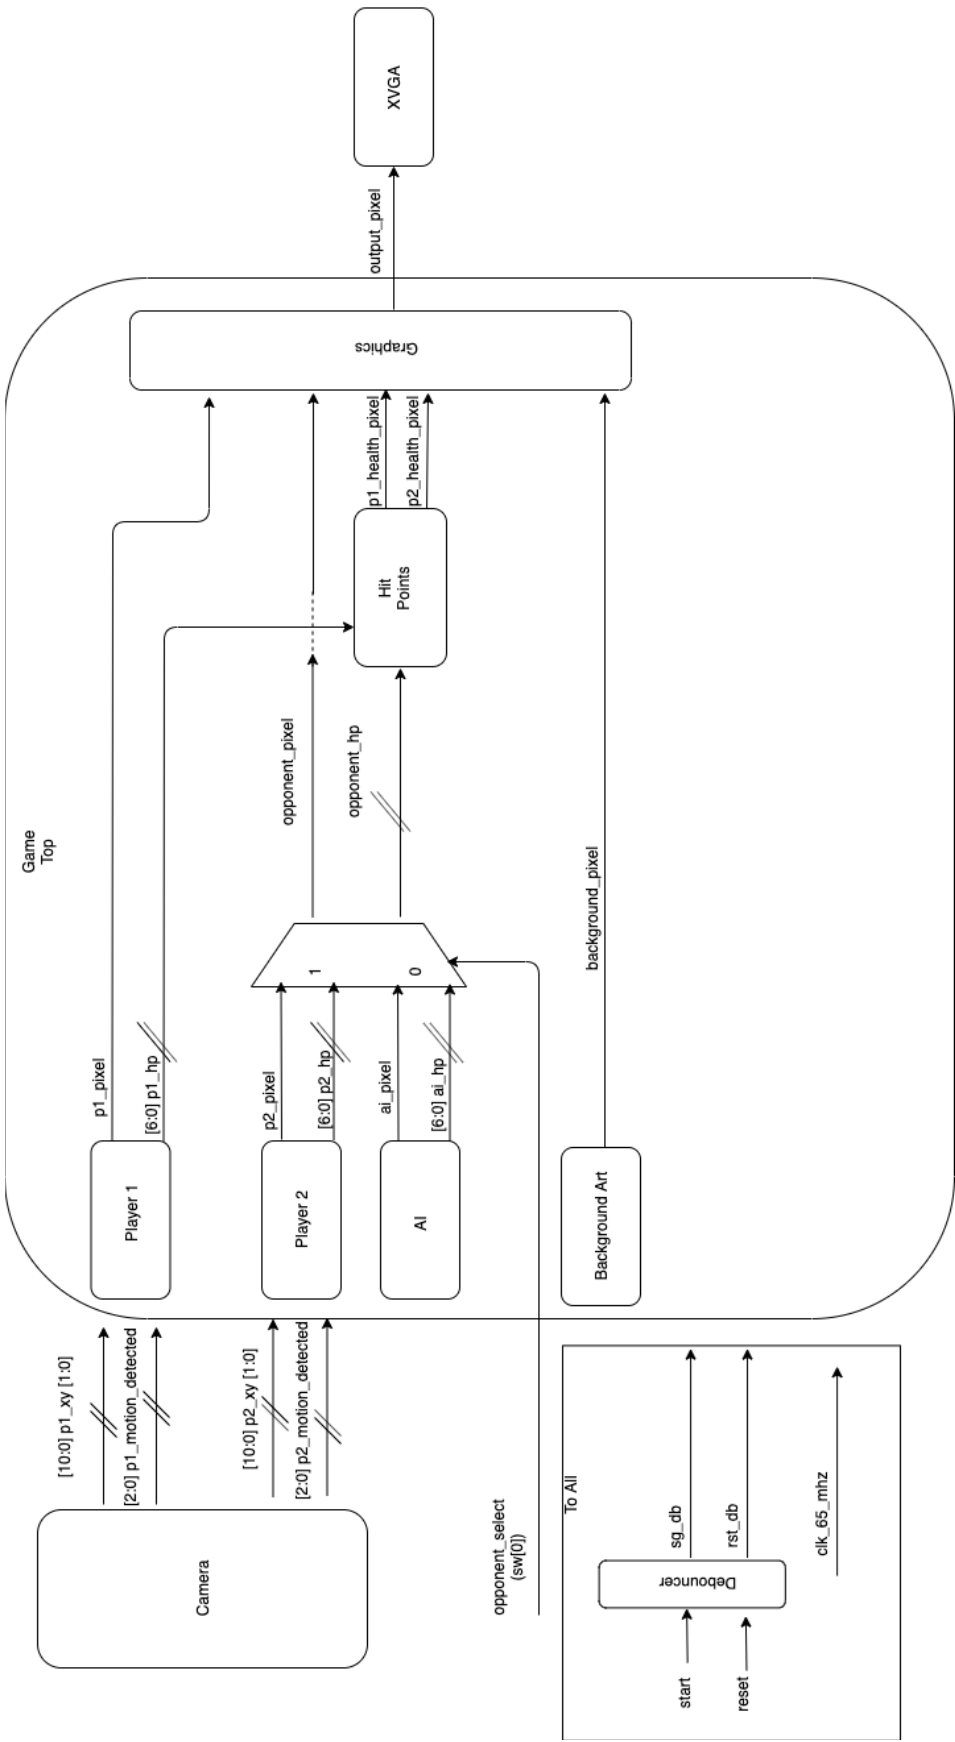 XVGA
output_pixel
Graphics
p1_health_pixel
p2_health_pixel
Hit
Points
opponent_pixel
opponent_hp
Game
Top
background_pixel
1
0
p1_pixel
[6:0] p1_hp
p2_pixel
[6:0] p2_hp
ai_pixel
[6:0] ai_hp
Player 1
Player 2
AI
Background Art
[10:0] p1_xy [1:0]
[2:0] p1_motion_detected
[10:0] p2_xy [1:0]
[2:0] p2_motion_detected
Camera
opponent_select
(sw[0])
To All
sg_db
rst_db
clk_65_mhz
Debouncer
start
reset